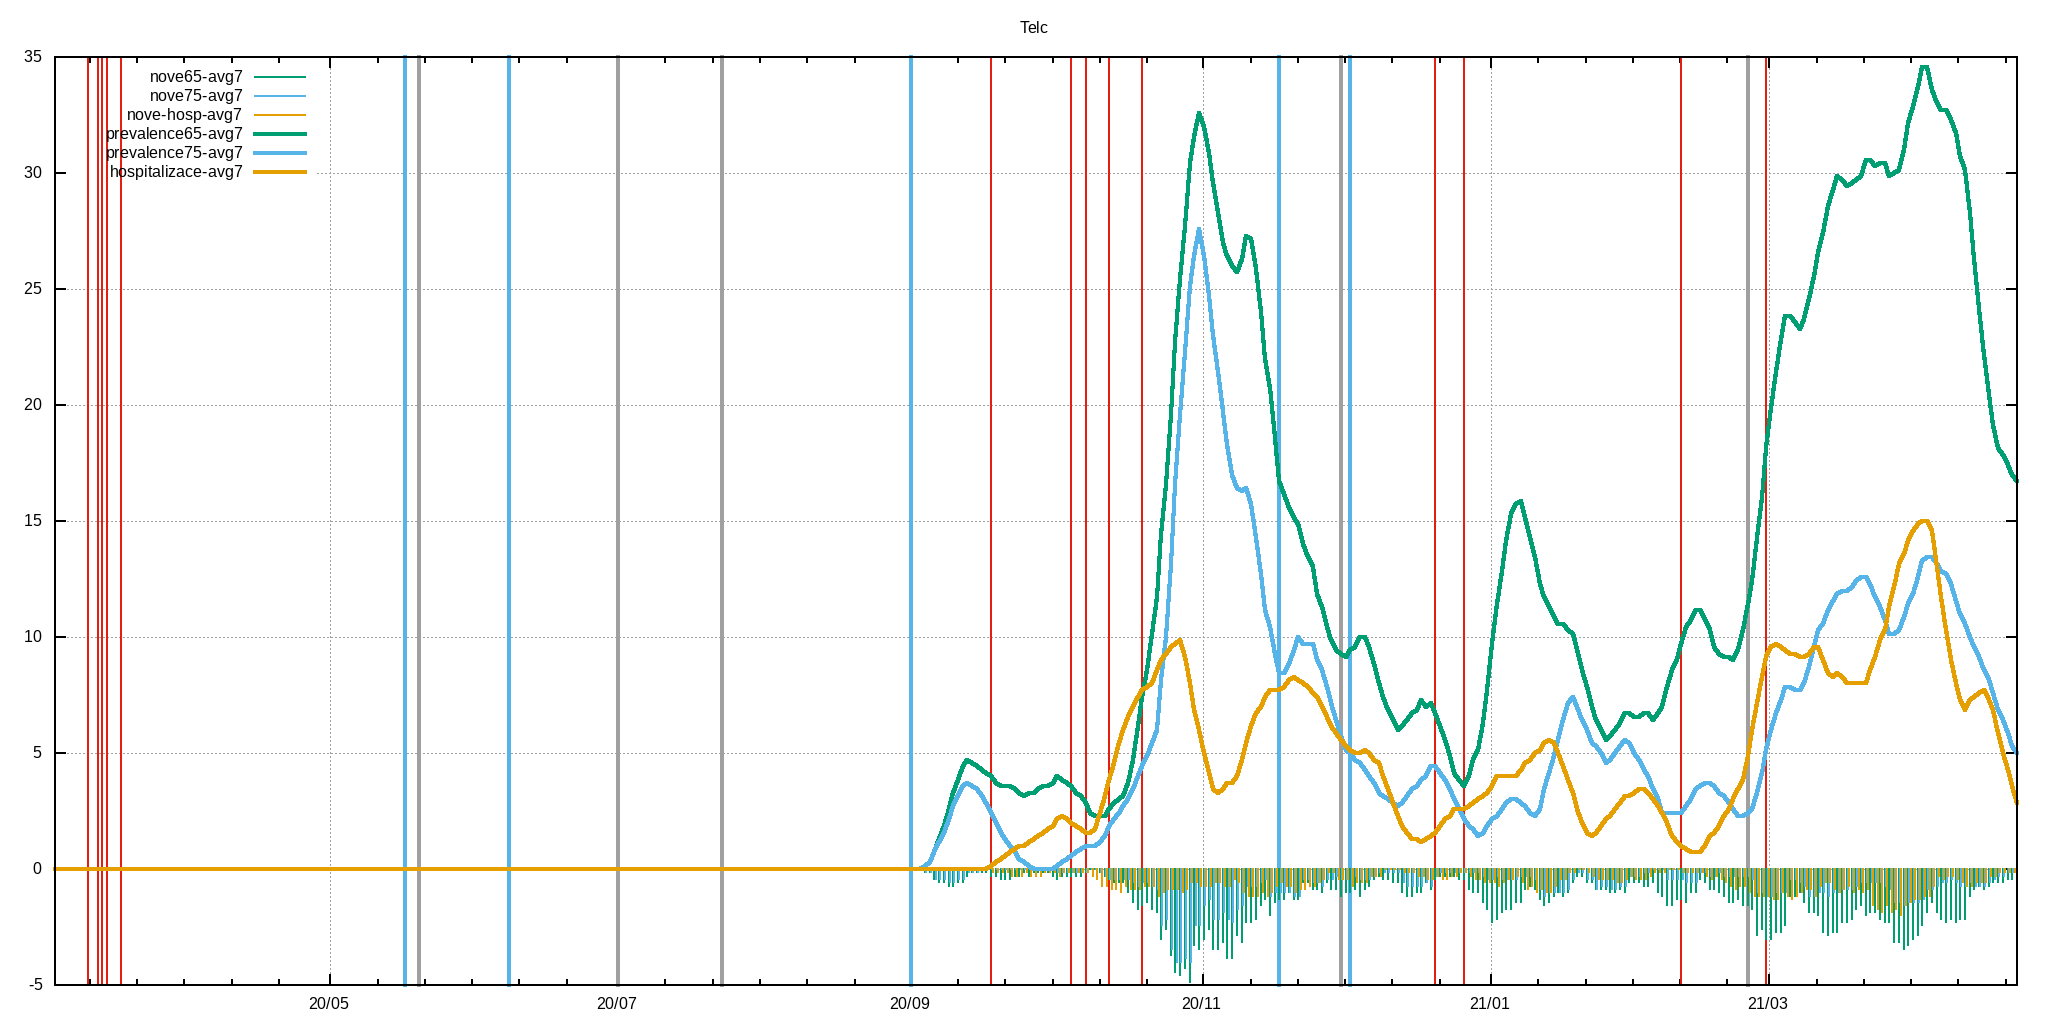 Telc
35
30
25
20
15
10
5
0
-5
nove65-avg7
nove75-avg7
nove-hosp-avg7
prevalence65-avg7
prevalence75-avg7
hospitalizace-avg7
20/05 20/07 20/09 20/11 21/01 21/03